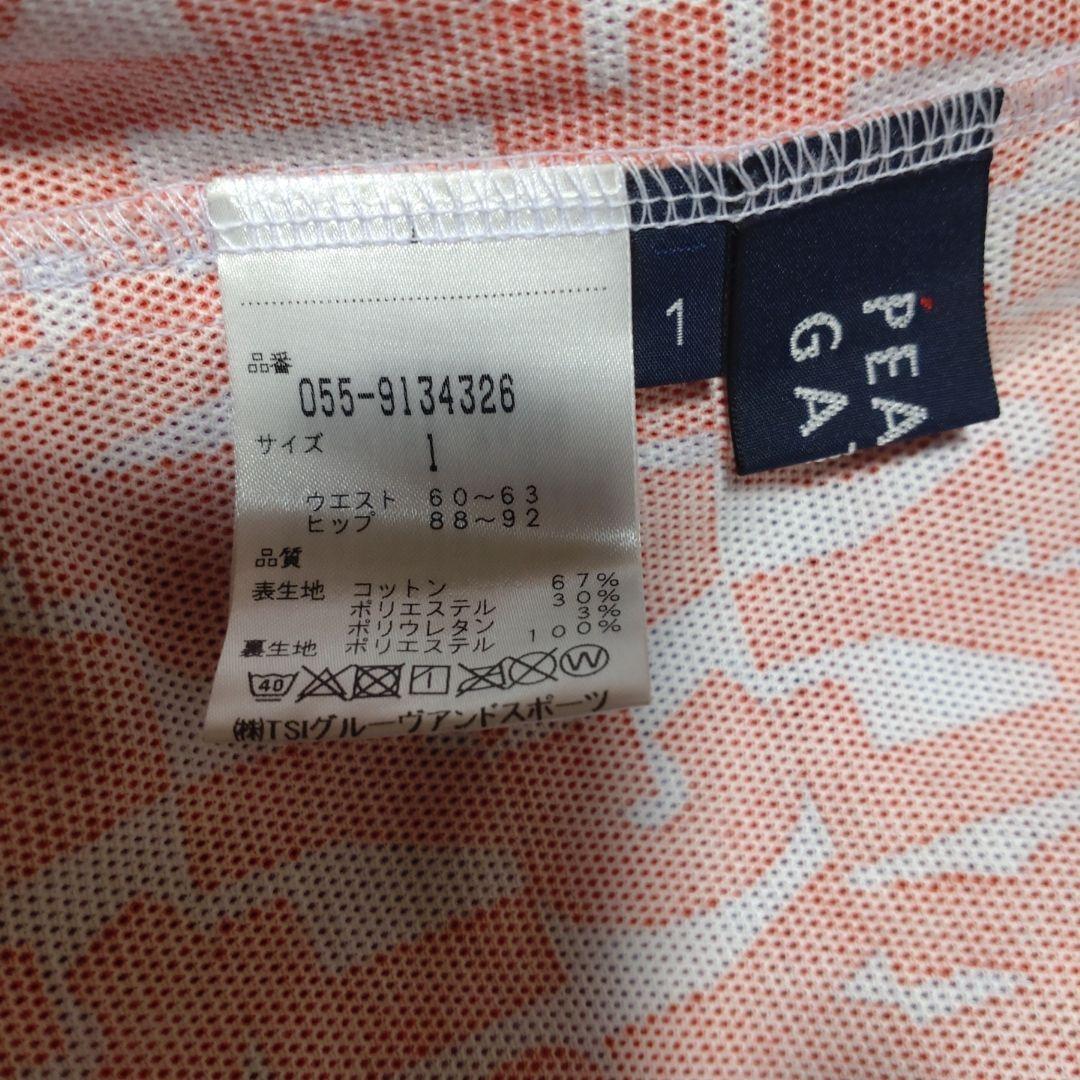 品番
055-9134326
サイズ
1
ウエスト 60～63
ヒップ 88～92
品質
表生地 コットン 67%
ポリエステル 30%
ポリウレタン 3%
裏生地 ポリエステル 100%
40
1
W
㈱TSIグルーヴアンドスポーツ
1
PEA
GA